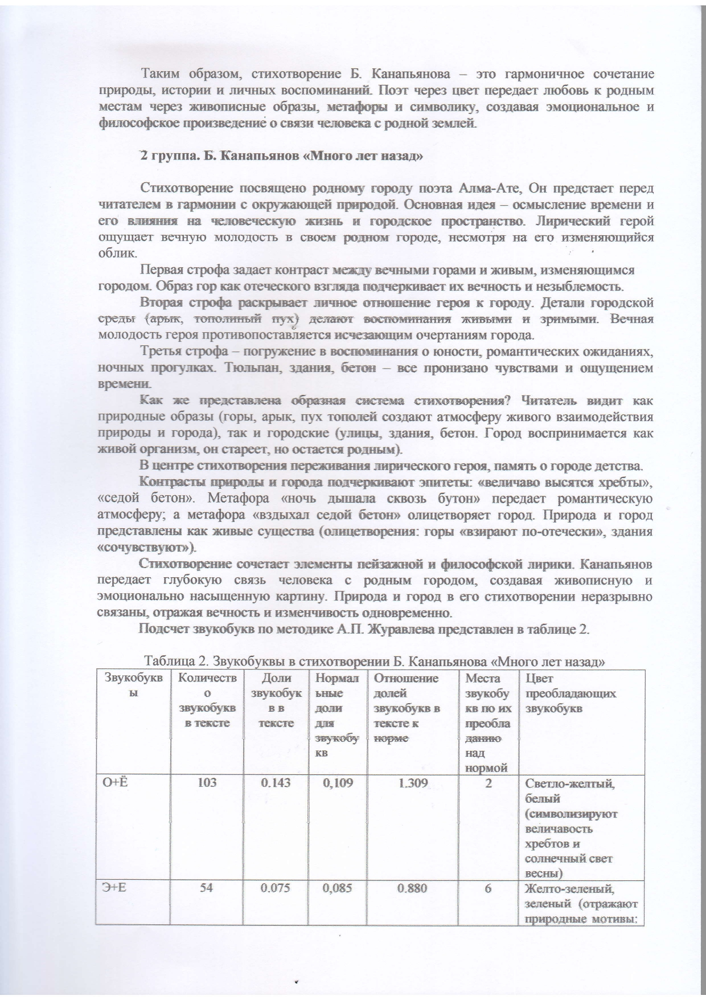 Таким образом, стихотворение Б. Канапьянова – это гармоничное сочетание
природы, истории и личных воспоминаний. Поэт через цвет передает любовь к родным
местам через живописные образы, метафоры и символику, создавая эмоциональное и
философское произведение о связи человека с родной землей.
2 группа. Б. Канапьянов «Много лет назад»
Стихотворение посвящено родному городу поэта Алма-Ате, Он предстает перед
читателем в гармонии с окружающей природой. Основная идея – осмысление времени и
его влияния на человеческую жизнь и городское пространство. Лирический герой
ощущает вечную молодость в своем родном городе, несмотря на его изменяющийся
облик.
Первая строфа задает контраст между вечными горами и живым, изменяющимся
городом. Образ гор как отеческого взгляда подчеркивает их вечность и незыблемость.
Вторая строфа раскрывает личное отношение героя к городу. Детали городской
среды (арык, тополиный пух) делают воспоминания живыми и зримыми. Вечная
молодость героя противопоставляется исчезающим очертаниям города.
Третья строфа – погружение в воспоминания о юности, романтических ожиданиях,
ночных прогулках. Тюльпан, здания, бетон – все пронизано чувствами и ощущением
времени.
Как же представлена образная система стихотворения? Читатель видит как
природные образы (горы, арык, пух тополей создают атмосферу живого взаимодействия
природы и города), так и городские (улицы, здания, бетон. Город воспринимается как
живой организм, он стареет, но остается родным).
В центре стихотворения переживания лирического героя, память о городе детства.
Контрасты природы и города подчеркивают эпитеты: «величаво высятся хребты»,
«седой бетон». Метафора «ночь дышала сквозь бутон» передает романтическую
атмосферу; а метафора «вздыхал седой бетон» олицетворяет город. Природа и город
представлены как живые существа (олицетворения: горы «взирают по-отечески», здания
«сочувствуют»).
Стихотворение сочетает элементы пейзажной и философской лирики. Канапьянов
передает глубокую связь человека с родным городом, создавая живописную и
эмоционально насыщенную картину. Природа и город в его стихотворении неразрывно
связаны, отражая вечность и изменчивость одновременно.
Подсчет звукобукв по методике А.П. Журавлева представлен в таблице 2.
Таблица 2. Звукобуквы в стихотворении Б. Канапьянова «Много лет назад»
Звукобукв
ы
Количеств
о
звукобукв
в тексте
Доли
звукобук
в в
тексте
Нормал
ьные
доли
для
звукобу
кв
Отношение
долей
звукобукв в
тексте к
норме
Места
звукобу
кв по их
преобла
данию
над
нормой
Цвет
преобладающих
звукобукв
О+Ё
103
0.143
0,109
1.309
2
Светло-желтый,
белый
(символизируют
величавость
хребтов и
солнечный свет
весны)
Э+Е
54
0.075
0,085
0.880
6
Желто-зеленый,
зеленый (отражают
природные мотивы: